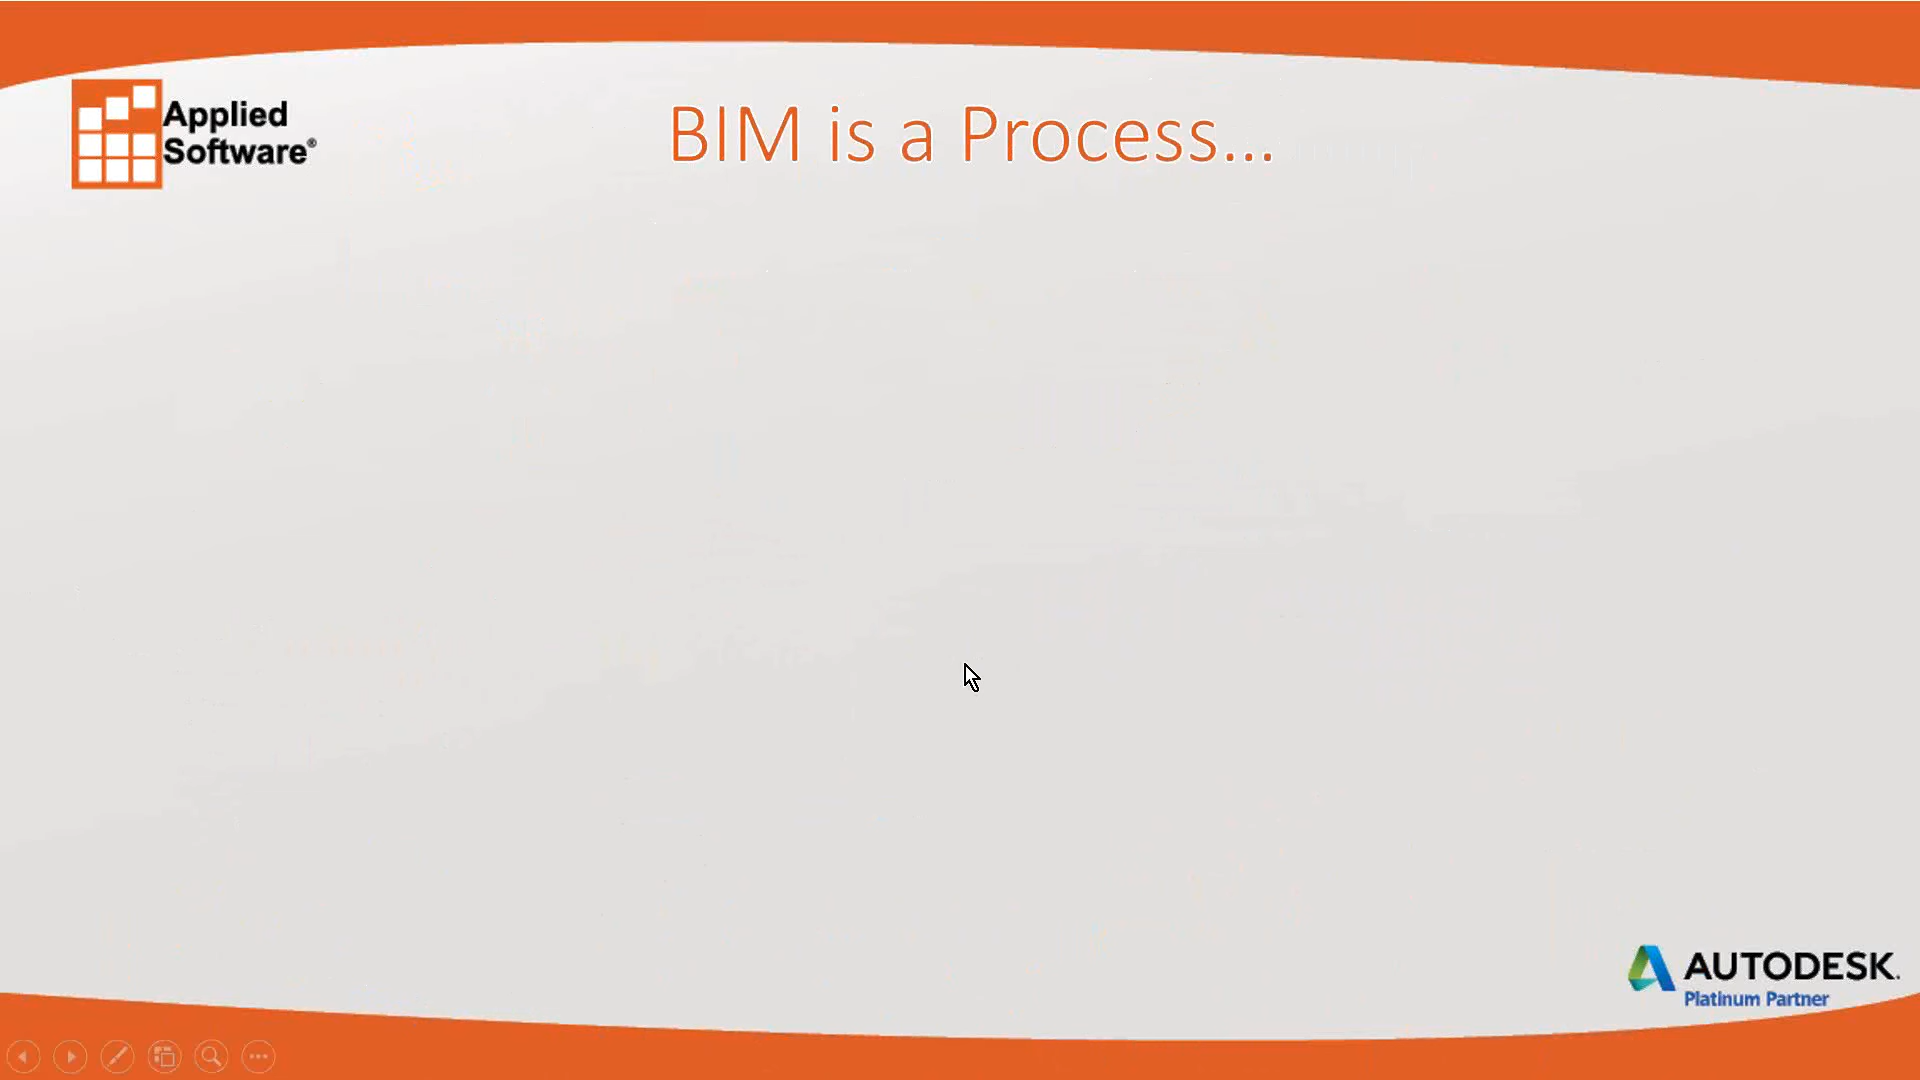 Applied
Software®
BIM is a Process...
AUTODESK.
Platinum Partner